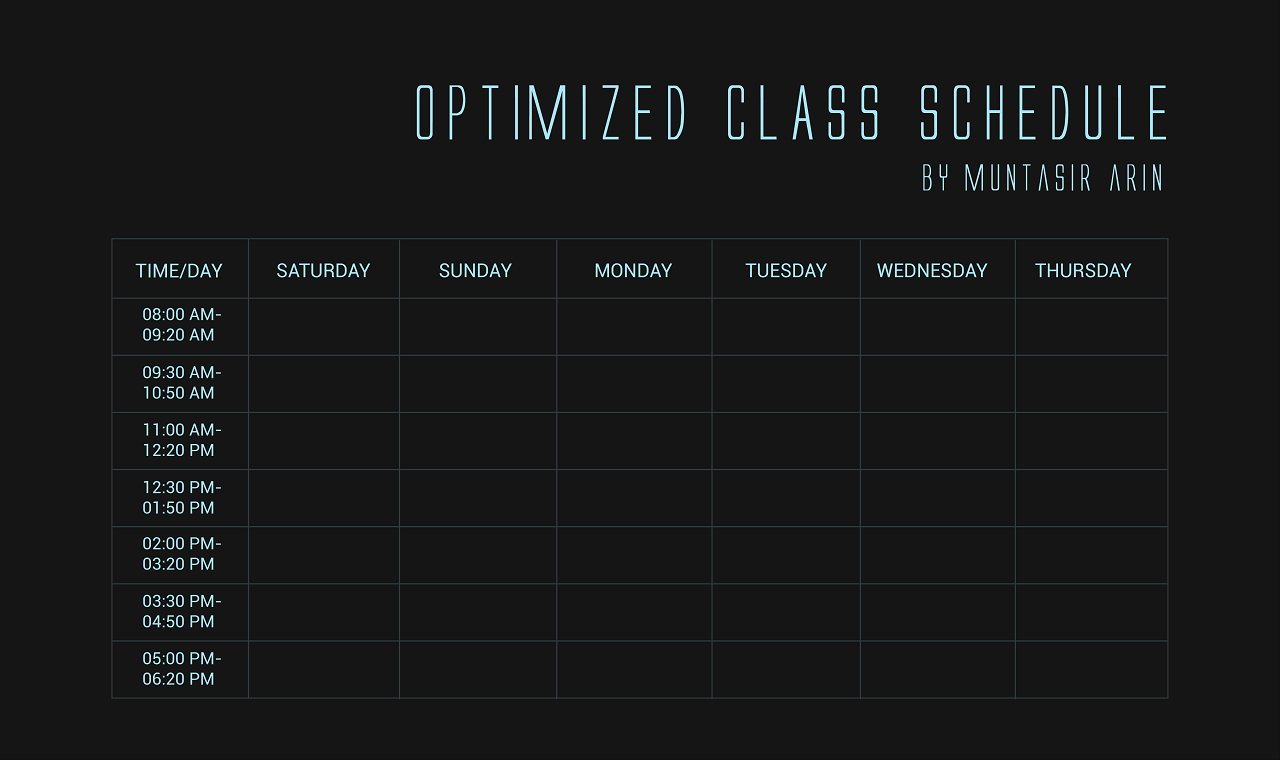 OPTIMIZED CLASS SCHEDULE
BY MUNTASIR ARIN
TIME/DAY SATURDAY SUNDAY MONDAY TUESDAY WEDNESDAY THURSDAY
08:00 AM-
09:20 AM
09:30 AM-
10:50 AM
11:00 AM-
12:20 PM
12:30 PM-
01:50 PM
02:00 PM-
03:20 PM
03:30 PM-
04:50 PM
05:00 PM-
06:20 PM